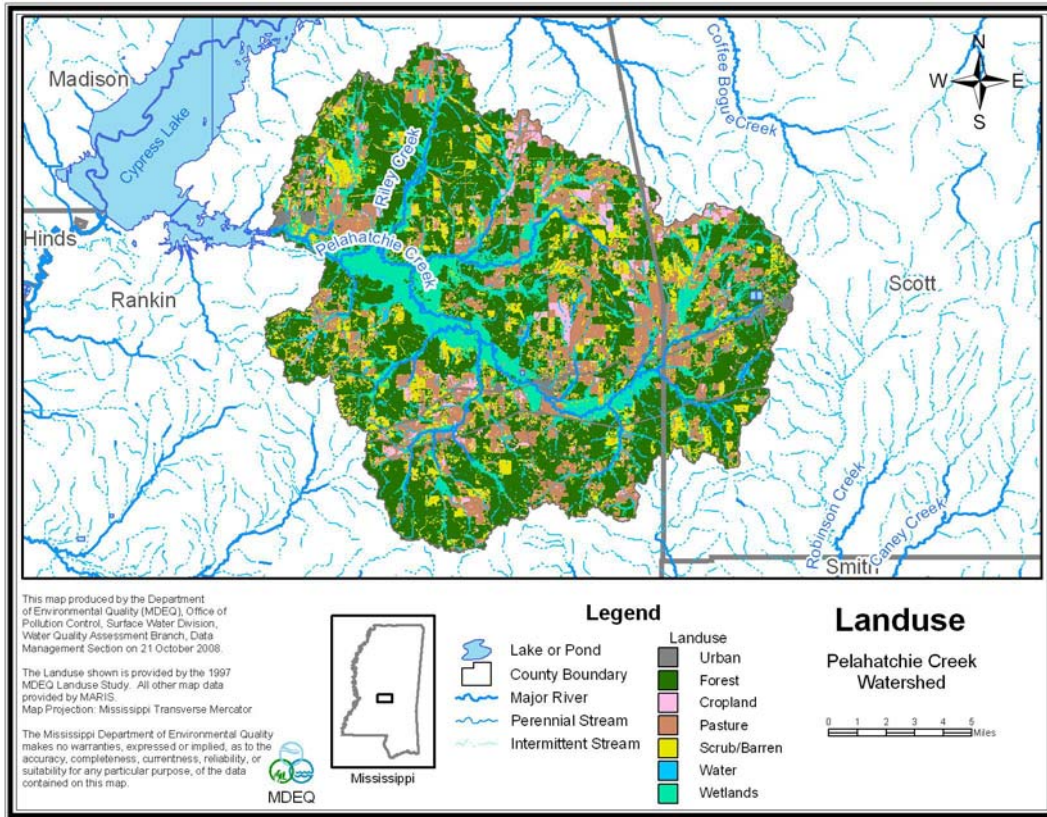 Madison
Cypress Lake
Hinds
Rankin
Riley Creek
Pelahatchie Creek
Coffee Bogue Creek
N
W E
S
Scott
Robinson Creek
Caney Creek
Smith
This map produced by the Department
of Environmental Quality (MDEQ), Office of
Pollution Control, Surface Water Division,
Water Quality Assessment Branch, Data
Management Section on 21 October 2008.
The Landuse shown is provided by the 1997
MDEQ Landuse Study. All other map data
provided by MARIS.
Map Projection: Mississippi Transverse Mercator
The Mississippi Department of Environmental Quality
makes no warranties, expressed or implied, as to the
accuracy, completeness, currentness, reliability, or
suitability for any particular purpose, of the data
contained on this map.
MDEQ
Mississippi
Legend
Lake or Pond
County Boundary
Major River
Perennial Stream
Intermittent Stream
Landuse
Urban
Forest
Cropland
Pasture
Scrub/Barren
Water
Wetlands
Landuse
Pelahatchie Creek
Watershed
0 1 2 3 4 5
Miles